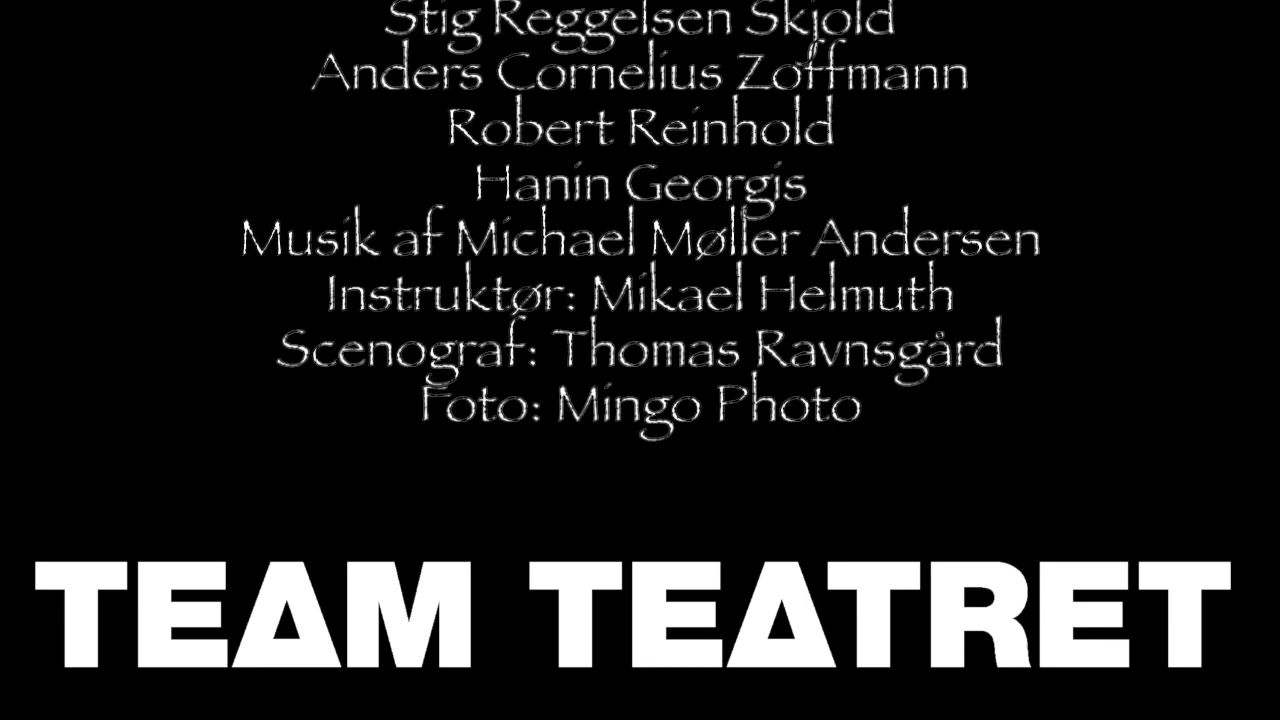 Stig Reggelsen Skjold
Anders Cornelius Zoffmann
Robert Reinhold
Hanin Georgis
Musik af Michael Møller Andersen
Instruktør: Mikael Helmuth
Scenograf: Thomas Ravnsgård
Foto: Mingo Photo
TEAM TEATRET